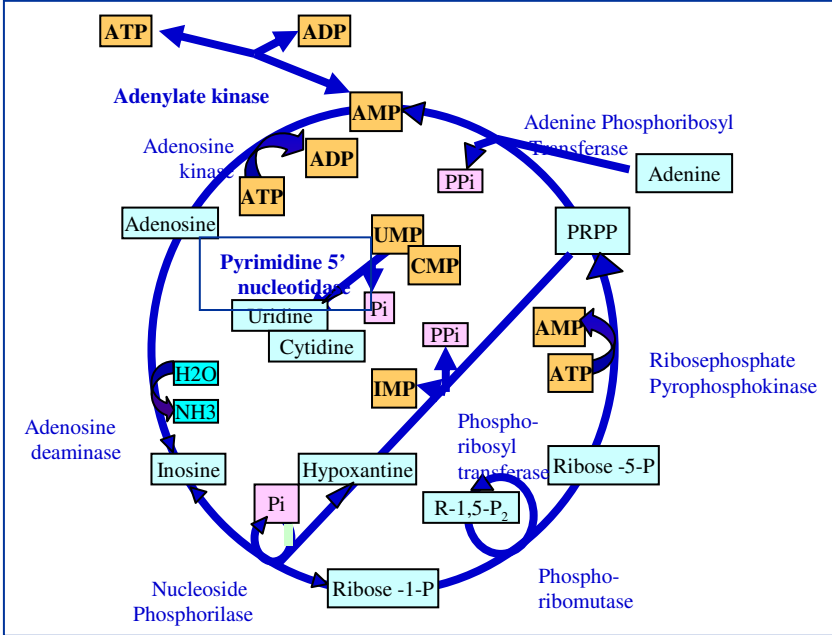 ATP
ADP
Adenylate kinase
AMP
Adenine Phosphoribosyl
Transferase
Adenosine
kinase
ADP
ATP
PPi
Adenine
Adenosine
UMP
CMP
PRPP
Pyrimidine 5’
nucleotidase
Pi
Uridine
Cytidine
PPi
IMP
AMP
ATP
Ribosephosphate
Pyrophosphokinase
H2O
NH3
Adenosine
deaminase
Inosine
Hypoxantine
Phospho-
ribosyl
transferase
Ribose -5-P
Pi
R-1,5-P₂
Nucleoside
Phosphorilase
Ribose -1-P
Phospho-
ribomutase